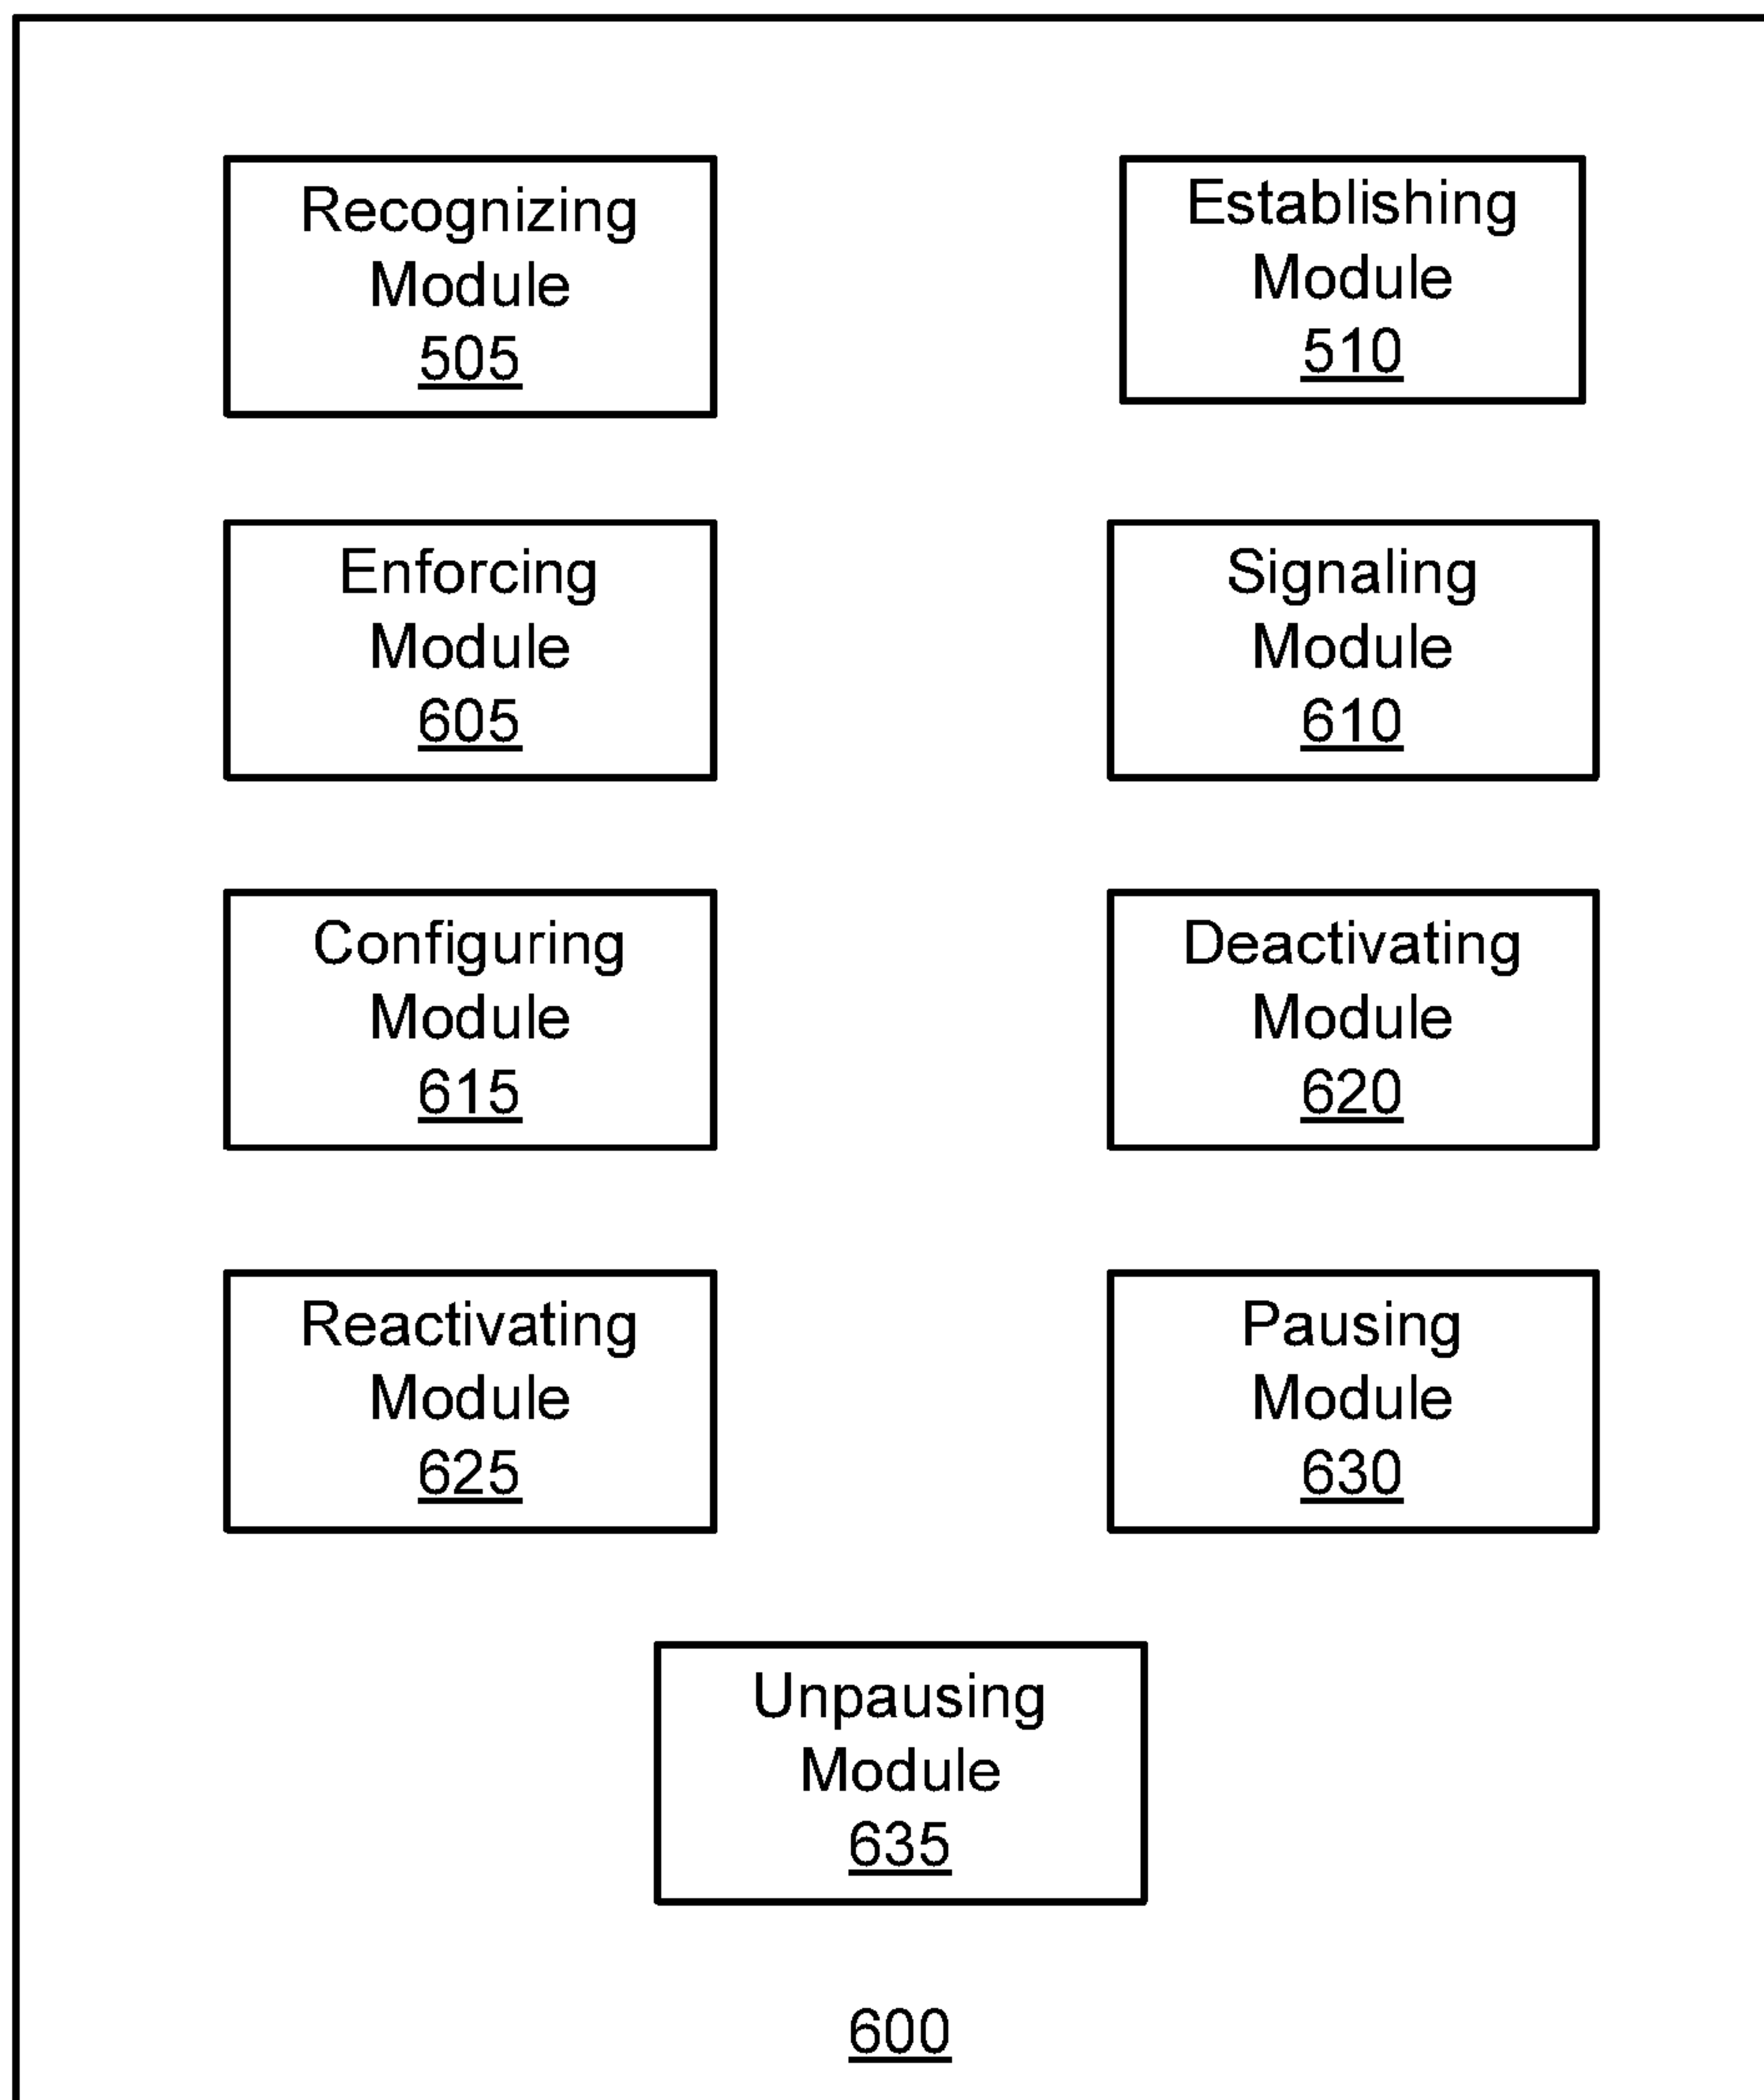 Recognizing
Module
505
Establishing
Module
510
Enforcing
Module
605
Signaling
Module
610
Configuring
Module
615
Deactivating
Module
620
Reactivating
Module
625
Pausing
Module
630
Unpausing
Module
635
600